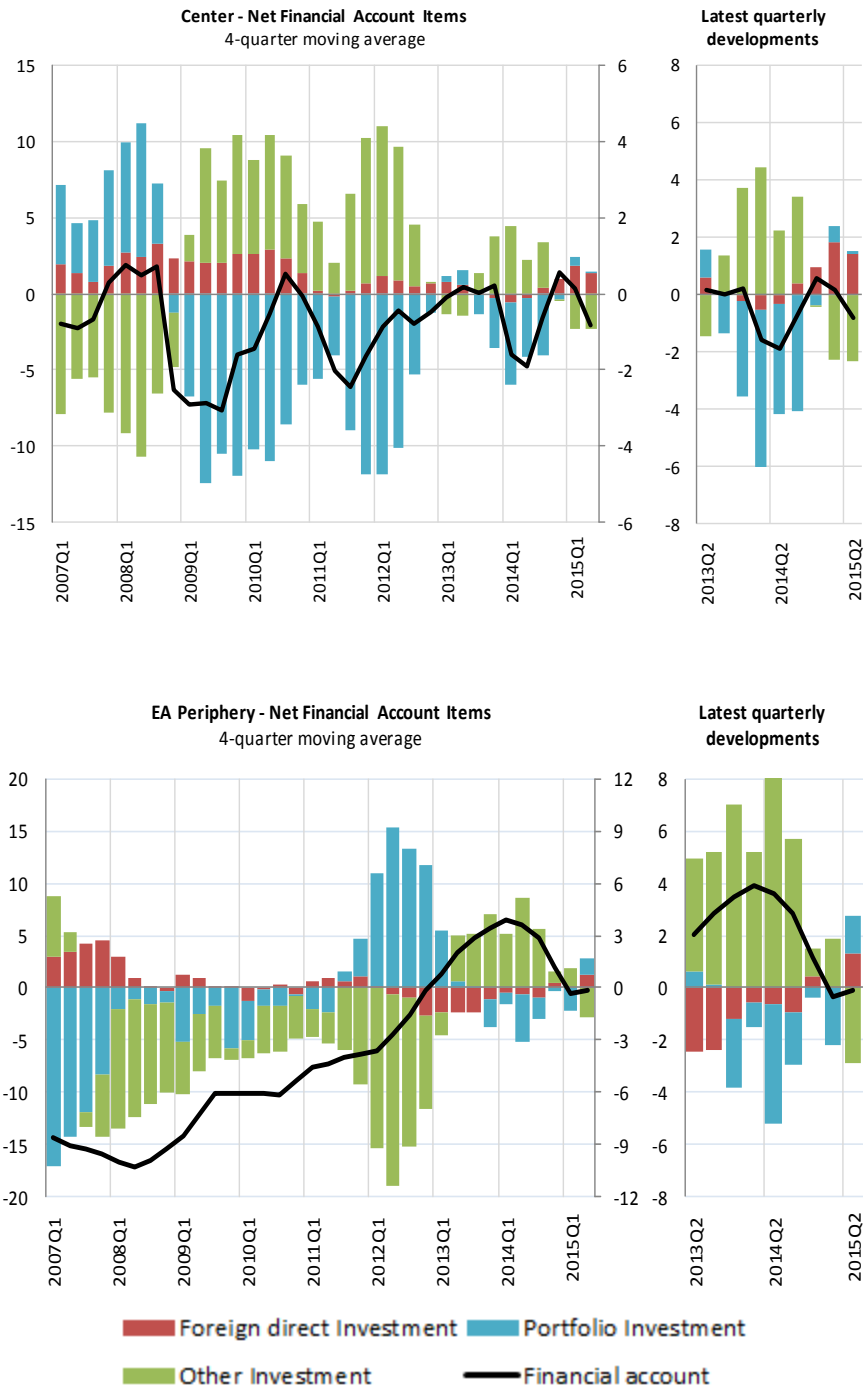 Center - Net Financial Account Items
4-quarter moving average
Latest quarterly
developments
15
10
5
0
-5
-10
-15
6
4
2
0
-2
-4
-6
8
6
4
2
0
-2
-4
-6
-8
2007Q1
2008Q1
2009Q1
2010Q1
2011Q1
2012Q1
2013Q1
2014Q1
2015Q1
2013Q2
2014Q2
2015Q2
EA Periphery - Net Financial Account Items
4-quarter moving average
Latest quarterly
developments
20
15
10
5
0
-5
-10
-15
-20
12
9
6
3
0
-3
-6
-9
-12
8
6
4
2
0
-2
-4
-6
-8
2007Q1
2008Q1
2009Q1
2010Q1
2011Q1
2012Q1
2013Q1
2014Q1
2015Q1
2013Q2
2014Q2
2015Q2
Foreign direct Investment
Portfolio Investment
Other Investment
Financial account